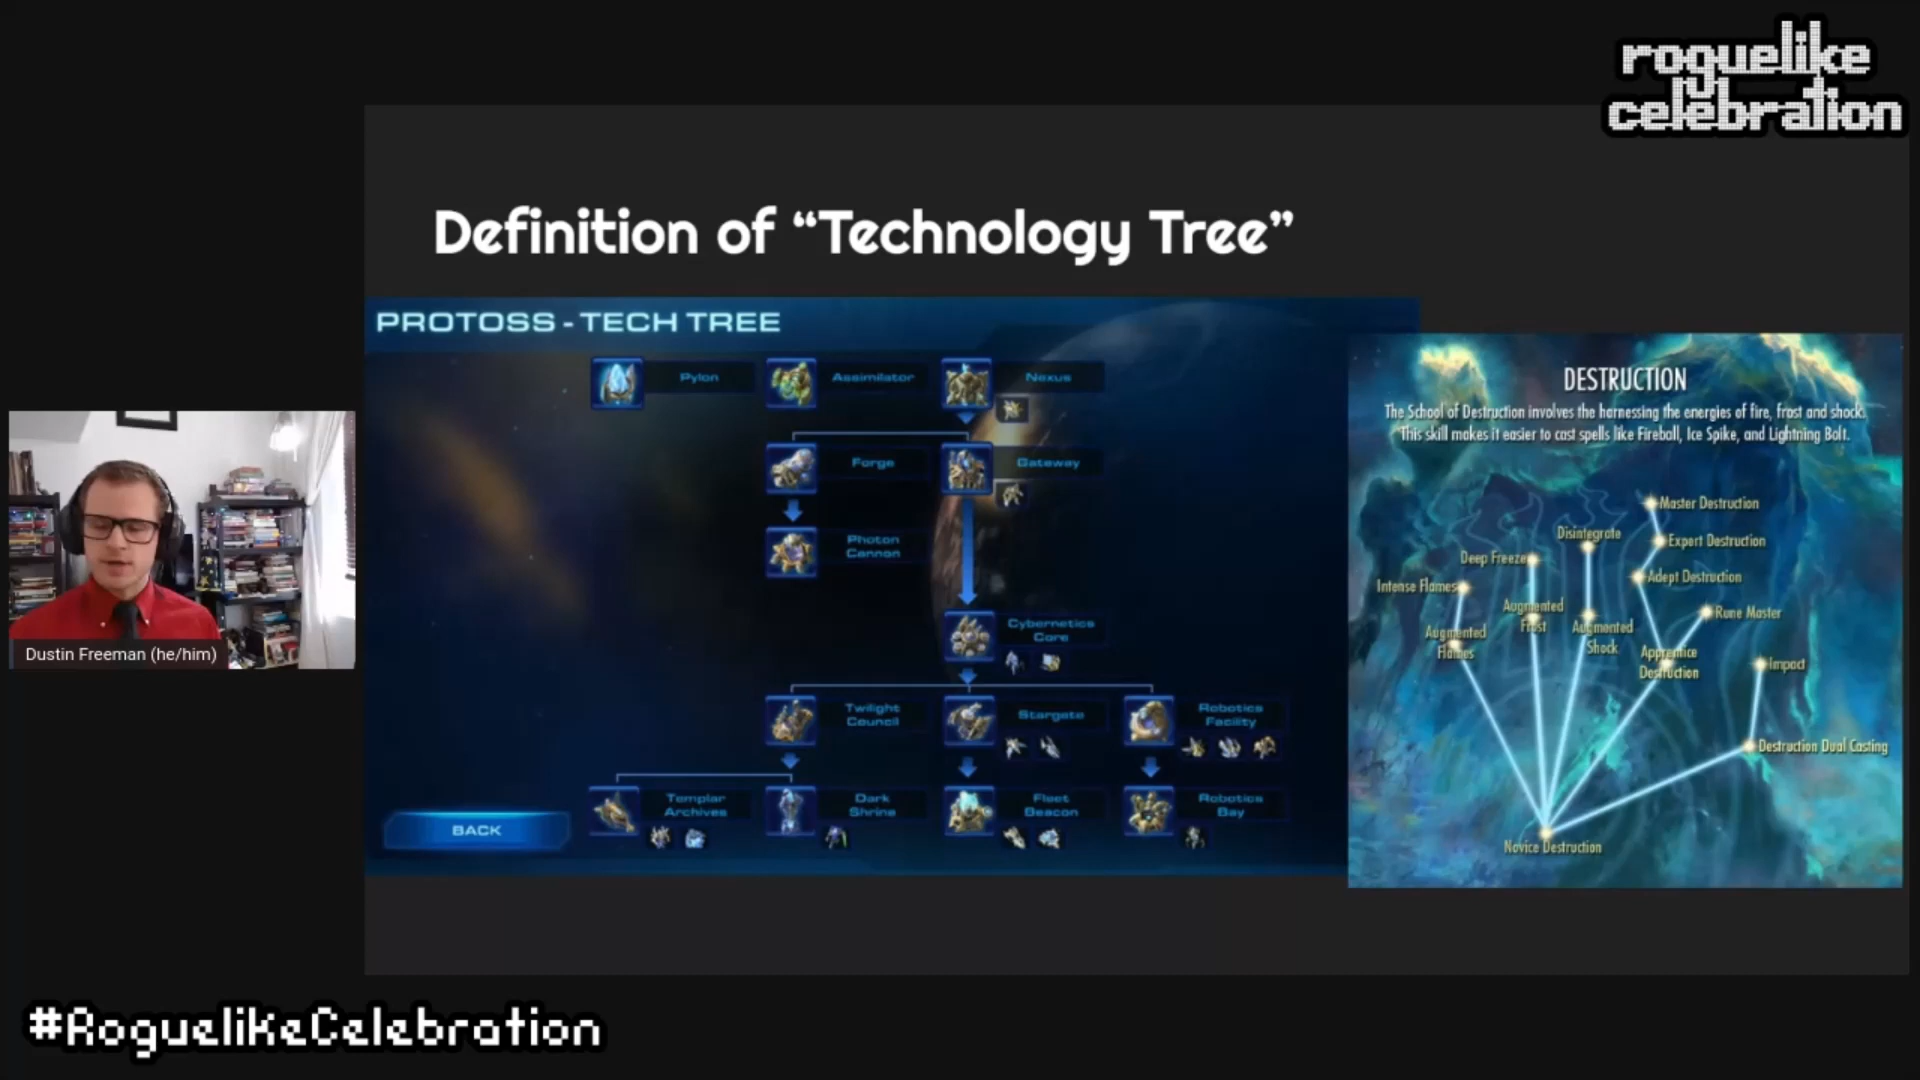 roguelike
celebration
Definition of “Technology Tree”
PROTOSS - TECH TREE
Pylon
Assimilator
Nexus
Forge
Gateway
Photon
Cannon
Cybernetics
Core
Twilight
Council
Stargate
Robotics
Facility
Templar
Archives
Dark
Shrine
Fleet
Beacon
Robotics
Bay
BACK
DESTRUCTION
The School of Destruction involves the harnessing the energies of fire, frost and shock.
This skill makes it easier to cast spells like Fireball, Ice Spike, and Lightning Bolt.
Master Destruction
Disintegrate
Expert Destruction
Deep Freeze
Adept Destruction
Intense Flames
Augmented
Frost
Rune Master
Augmented
Flames
Augmented
Shock
Apprentice
Destruction
Impact
Destruction Dual Casting
Novice Destruction
Dustin Freeman (he/him)
#RoguelikeCelebration